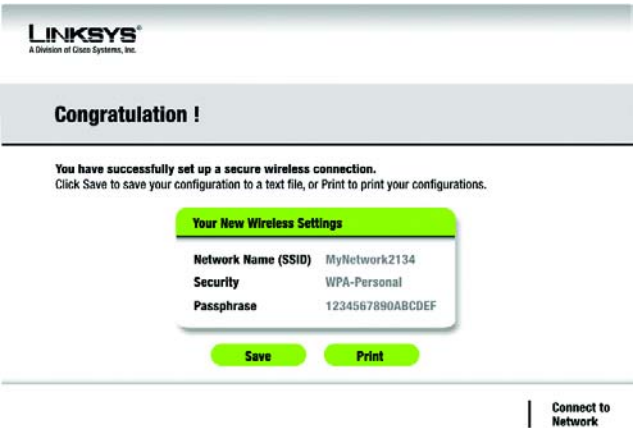 LINKSYS®
A Division of Cisco Systems, Inc.
Congratulation !
You have successfully set up a secure wireless connection.
Click Save to save your configuration to a text file, or Print to print your configurations.
Your New Wireless Settings
Network Name (SSID) MyNetwork2134
Security WPA-Personal
Passphrase 1234567890ABCDEF
Save Print
Connect to
Network